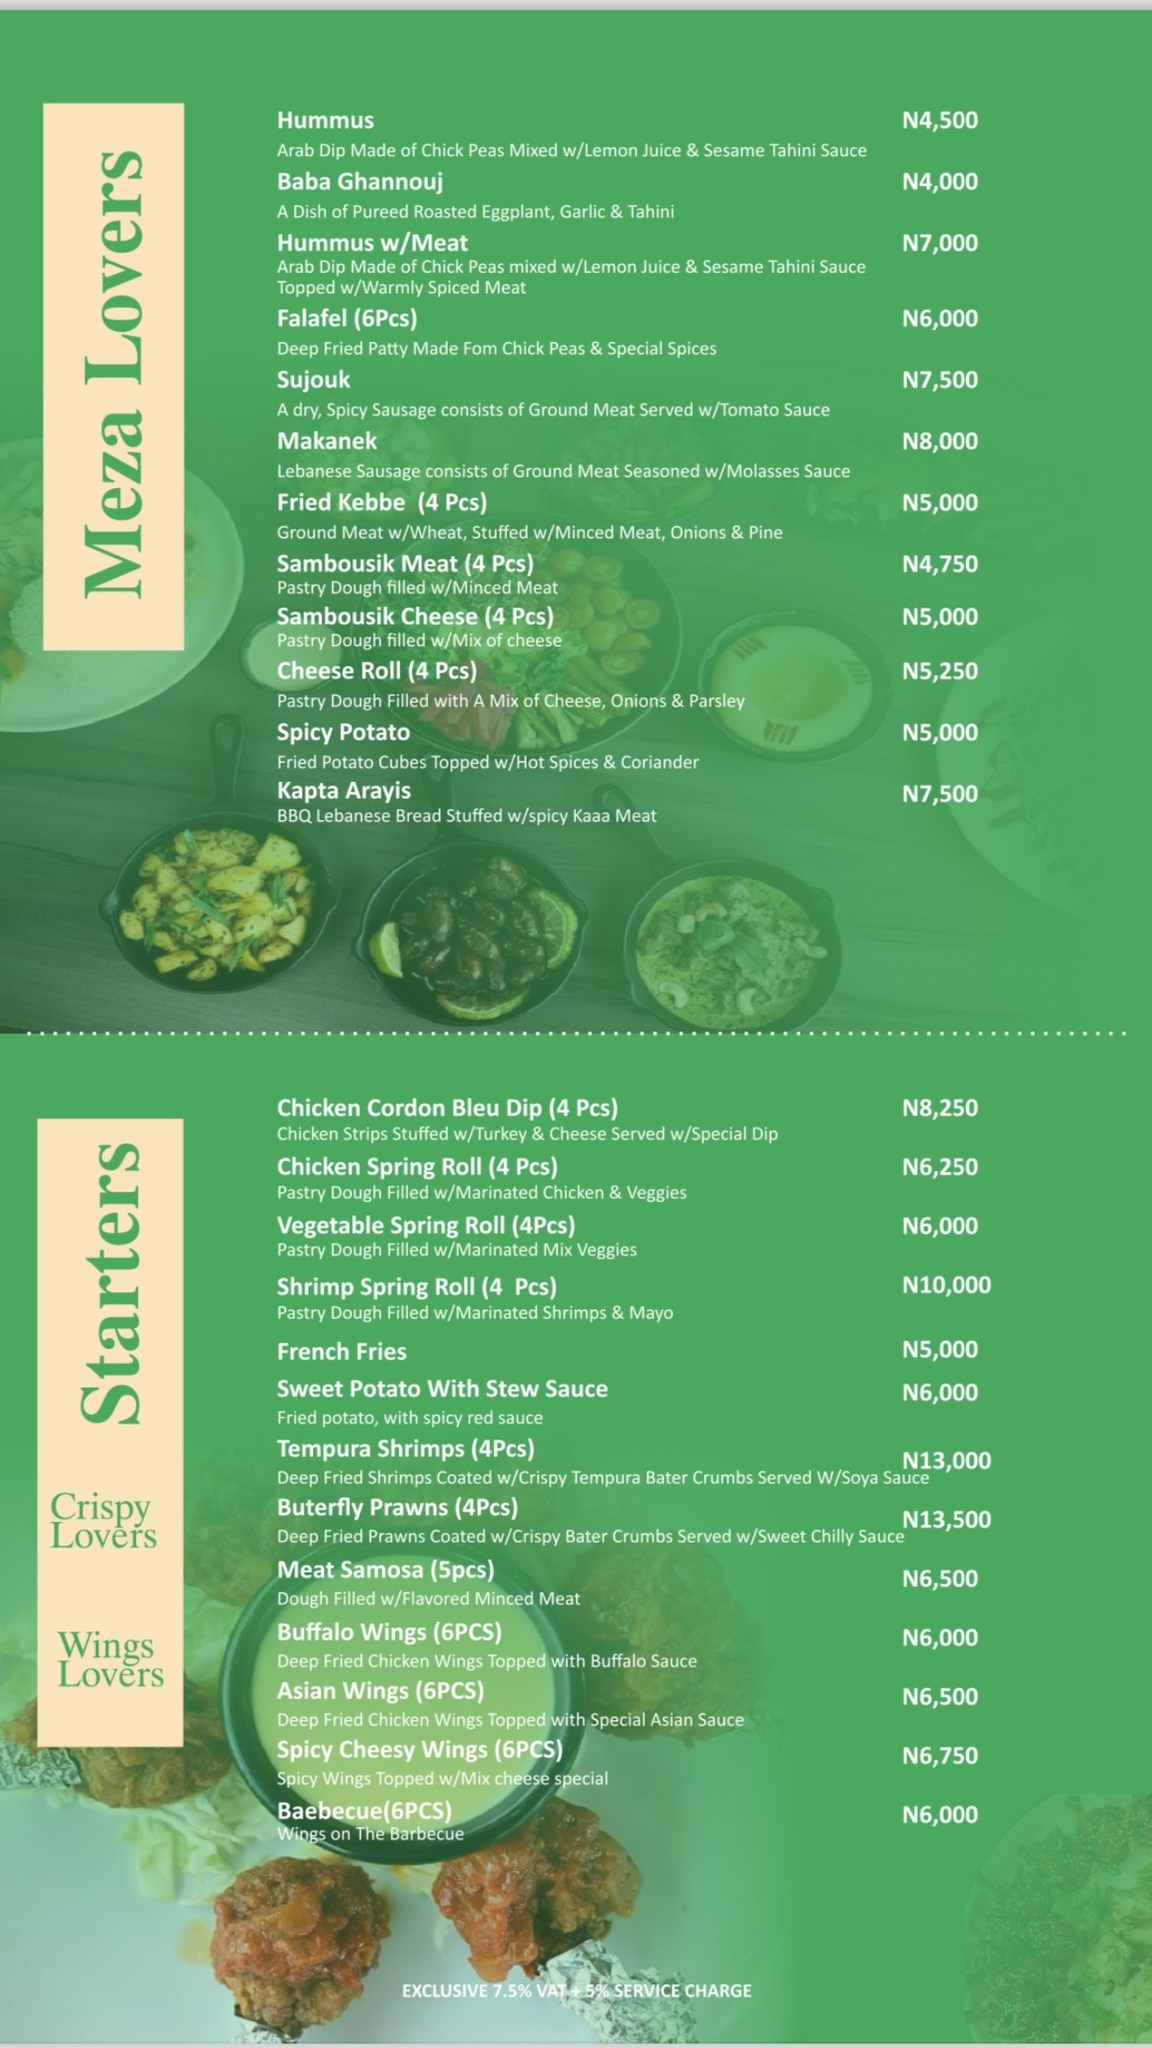 Meza Lovers
Hummus N4,500
Arab Dip Made of Chick Peas Mixed w/Lemon Juice & Sesame Tahini Sauce
Baba Ghannouj N4,000
A Dish of Pureed Roasted Eggplant, Garlic & Tahini
Hummus w/Meat N7,000
Arab Dip Made of Chick Peas mixed w/Lemon Juice & Sesame Tahini Sauce
Topped w/Warmly Spiced Meat
Falafel (6Pcs) N6,000
Deep Fried Patty Made Fom Chick Peas & Special Spices
Sujouk N7,500
A dry, Spicy Sausage consists of Ground Meat Served w/Tomato Sauce
Makanek N8,000
Lebanese Sausage consists of Ground Meat Seasoned w/Molasses Sauce
Fried Kebbe (4 Pcs) N5,000
Ground Meat w/Wheat, Stuffed w/Minced Meat, Onions & Pine
Sambousik Meat (4 Pcs) N4,750
Pastry Dough filled w/Minced Meat
Sambousik Cheese (4 Pcs) N5,000
Pastry Dough filled w/Mix of cheese
Cheese Roll (4 Pcs) N5,250
Pastry Dough Filled with A Mix of Cheese, Onions & Parsley
Spicy Potato N5,000
Fried Potato Cubes Topped w/Hot Spices & Coriander
Kapta Arayis N7,500
BBQ Lebanese Bread Stuffed w/spicy Kaaa Meat
Starters
Crispy
Lovers
Wings
Lovers
Chicken Cordon Bleu Dip (4 Pcs) N8,250
Chicken Strips Stuffed w/Turkey & Cheese Served w/Special Dip
Chicken Spring Roll (4 Pcs) N6,250
Pastry Dough Filled w/Marinated Chicken & Veggies
Vegetable Spring Roll (4Pcs) N6,000
Pastry Dough Filled w/Marinated Mix Veggies
Shrimp Spring Roll (4 Pcs) N10,000
Pastry Dough Filled w/Marinated Shrimps & Mayo
French Fries N5,000
Sweet Potato With Stew Sauce N6,000
Fried potato, with spicy red sauce
Tempura Shrimps (4Pcs) N13,000
Deep Fried Shrimps Coated w/Crispy Tempura Bater Crumbs Served W/Soya Sauce
Buterfly Prawns (4Pcs) N13,500
Deep Fried Prawns Coated w/Crispy Bater Crumbs Served w/Sweet Chilly Sauce
Meat Samosa (5pcs) N6,500
Dough Filled w/Flavored Minced Meat
Buffalo Wings (6PCS) N6,000
Deep Fried Chicken Wings Topped with Buffalo Sauce
Asian Wings (6PCS) N6,500
Deep Fried Chicken Wings Topped with Special Asian Sauce
Spicy Cheesy Wings (6PCS) N6,750
Spicy Wings Topped w/Mix cheese special
Baebecue(6PCS) N6,000
Wings on The Barbecue
EXCLUSIVE 7.5% VAT + 5% SERVICE CHARGE